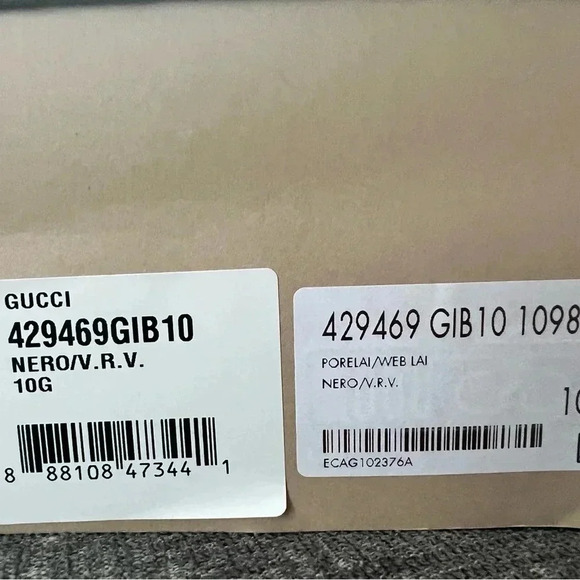 GUCCI
429469GIB10
NERO/V.R.V.
10G
8 88108 47344 1
429469 GIB10 1098
PORELAI/WEB LAI
NERO/V.R.V.
ECAG102376A